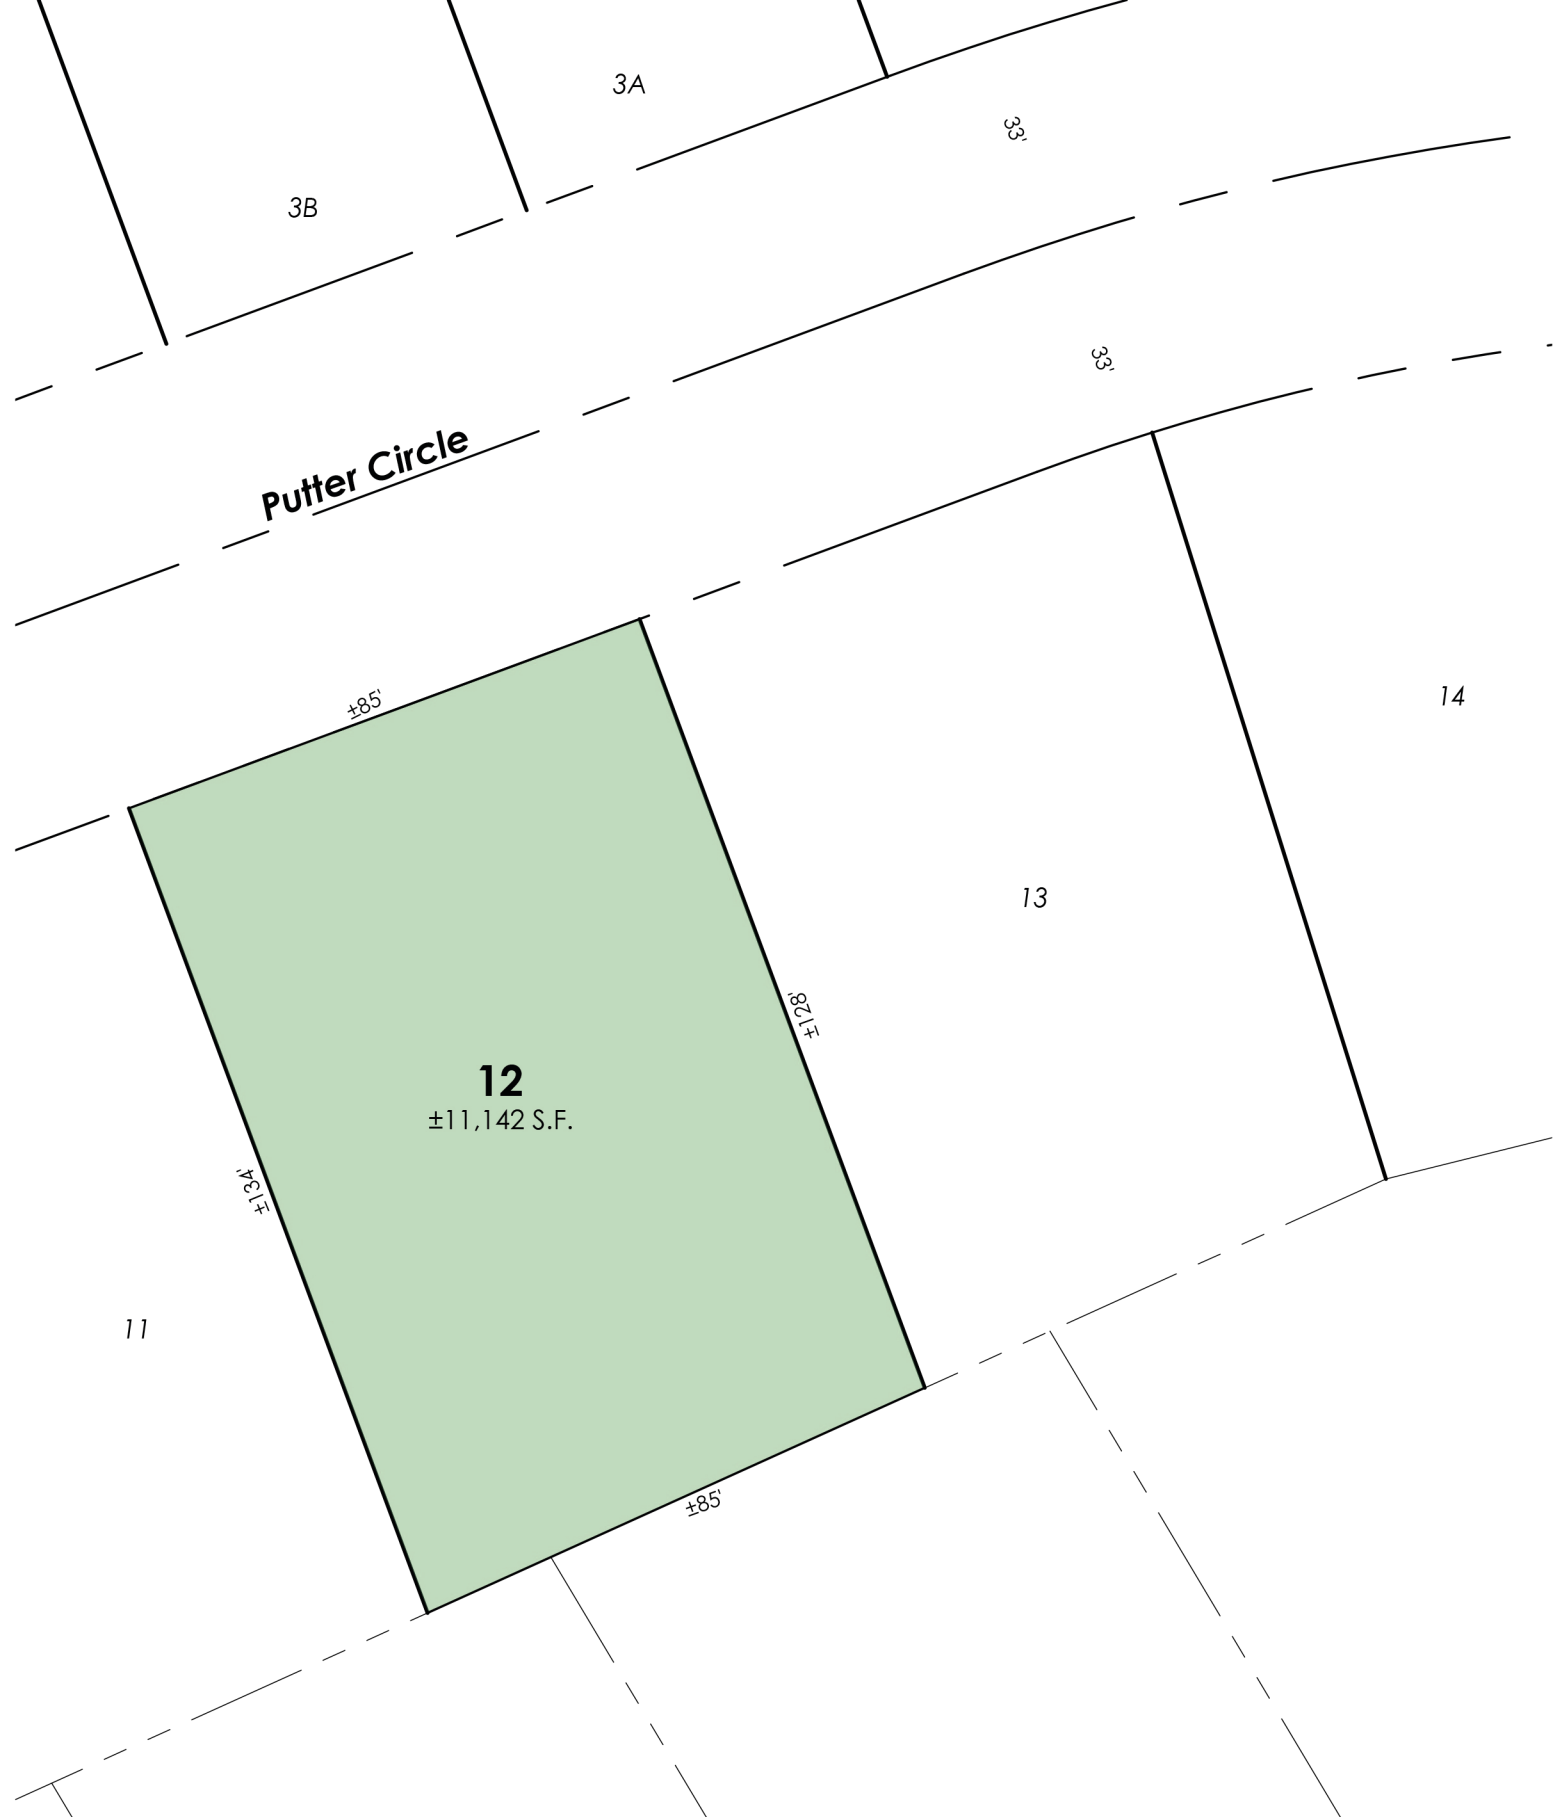 3A
33'
3B
33'
Putter Circle
±85'
14
13
±128'
12
±11,142 S.F.
±134'
11
±85'